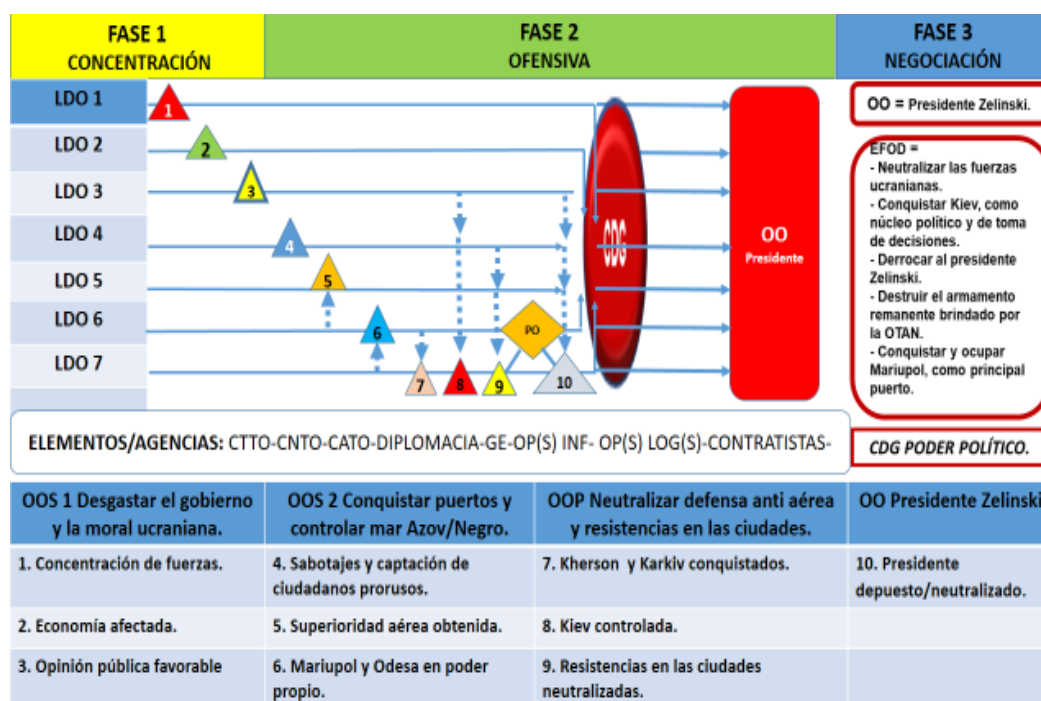 FASE 1
CONCENTRACIÓN
FASE 2
OFENSIVA
FASE 3
NEGOCIACIÓN
LDO 1
LDO 2
LDO 3
LDO 4
LDO 5
LDO 6
LDO 7
1
2
3
4
5
6
7
8
9
10
PO
CDG
OO
Presidente
OO = Presidente Zelinski.
EFOD =
- Neutralizar las fuerzas
ucranianas.
- Conquistar Kiev, como
núcleo político y de toma
de decisiones.
- Derrocar al presidente
Zelinski.
- Destruir el armamento
remanente brindado por
la OTAN.
- Conquistar y ocupar
Mariupol, como principal
puerto.
ELEMENTOS/AGENCIAS: CTTO-CNTO-CATO-DIPLOMACIA-GE-OP(S) INF- OP(S) LOG(S)-CONTRATISTAS-
CDG PODER POLÍTICO.
OOS 1 Desgastar el gobierno
y la moral ucraniana.
OOS 2 Conquistar puertos y
controlar mar Azov/Negro.
OOP Neutralizar defensa anti aérea
y resistencias en las ciudades.
OO Presidente Zelinski
1. Concentración de fuerzas.
4. Sabotajes y captación de
ciudadanos prorusos.
7. Kherson y Karkiv conquistados.
10. Presidente
depuesto/neutralizado.
2. Economía afectada.
5. Superioridad aérea obtenida.
8. Kiev controlada.
3. Opinión pública favorable
6. Mariupol y Odesa en poder
propio.
9. Resistencias en las ciudades
neutralizadas.